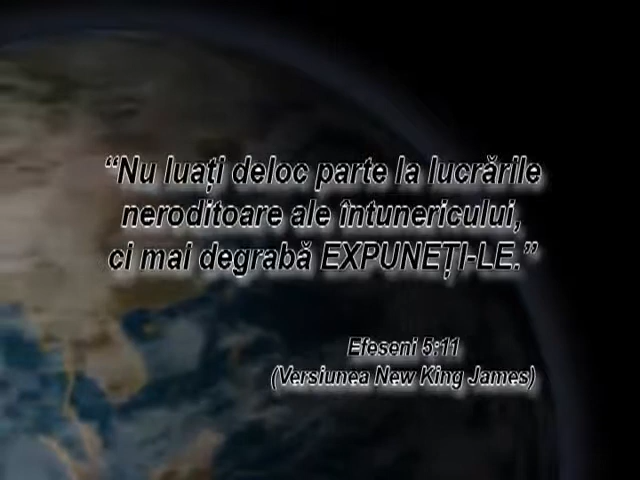 “Nu luați deloc parte la lucrările
neroditoare ale întunericului,
ci mai degrabă EXPUNEȚI-LE.”
Efeseni 5:11
(Versiunea New King James)